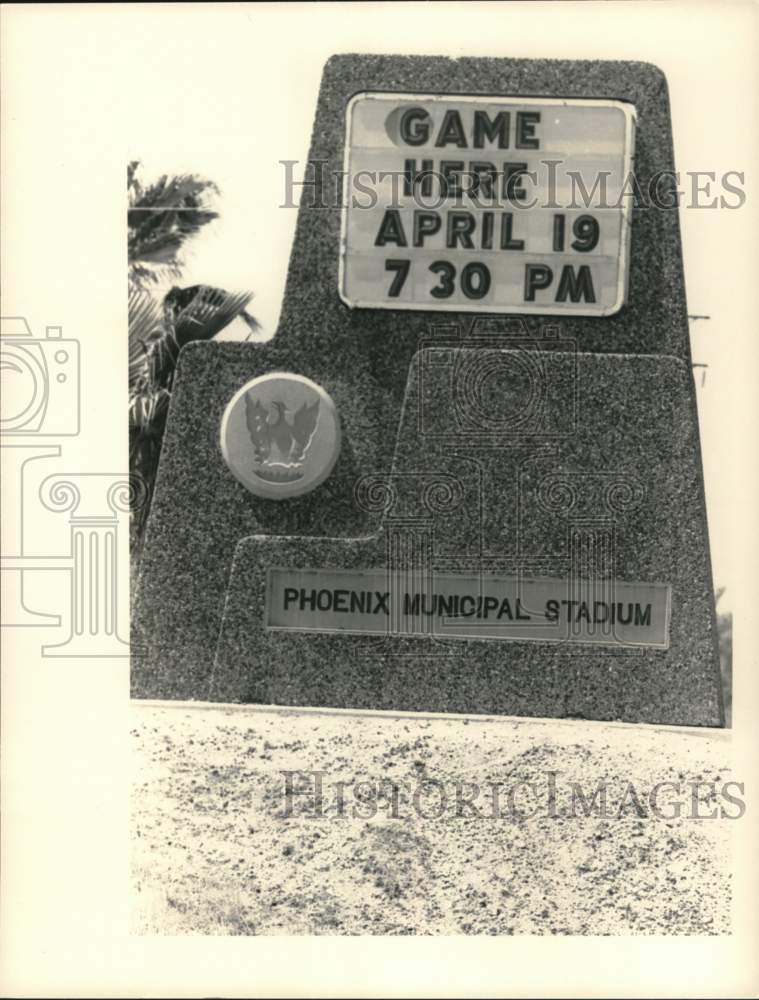 GAME
HERE
APRIL 19
7 30 PM
HISTORICIMAGES
PHOENIX MUNICIPAL STADIUM
HISTORICIMAGES